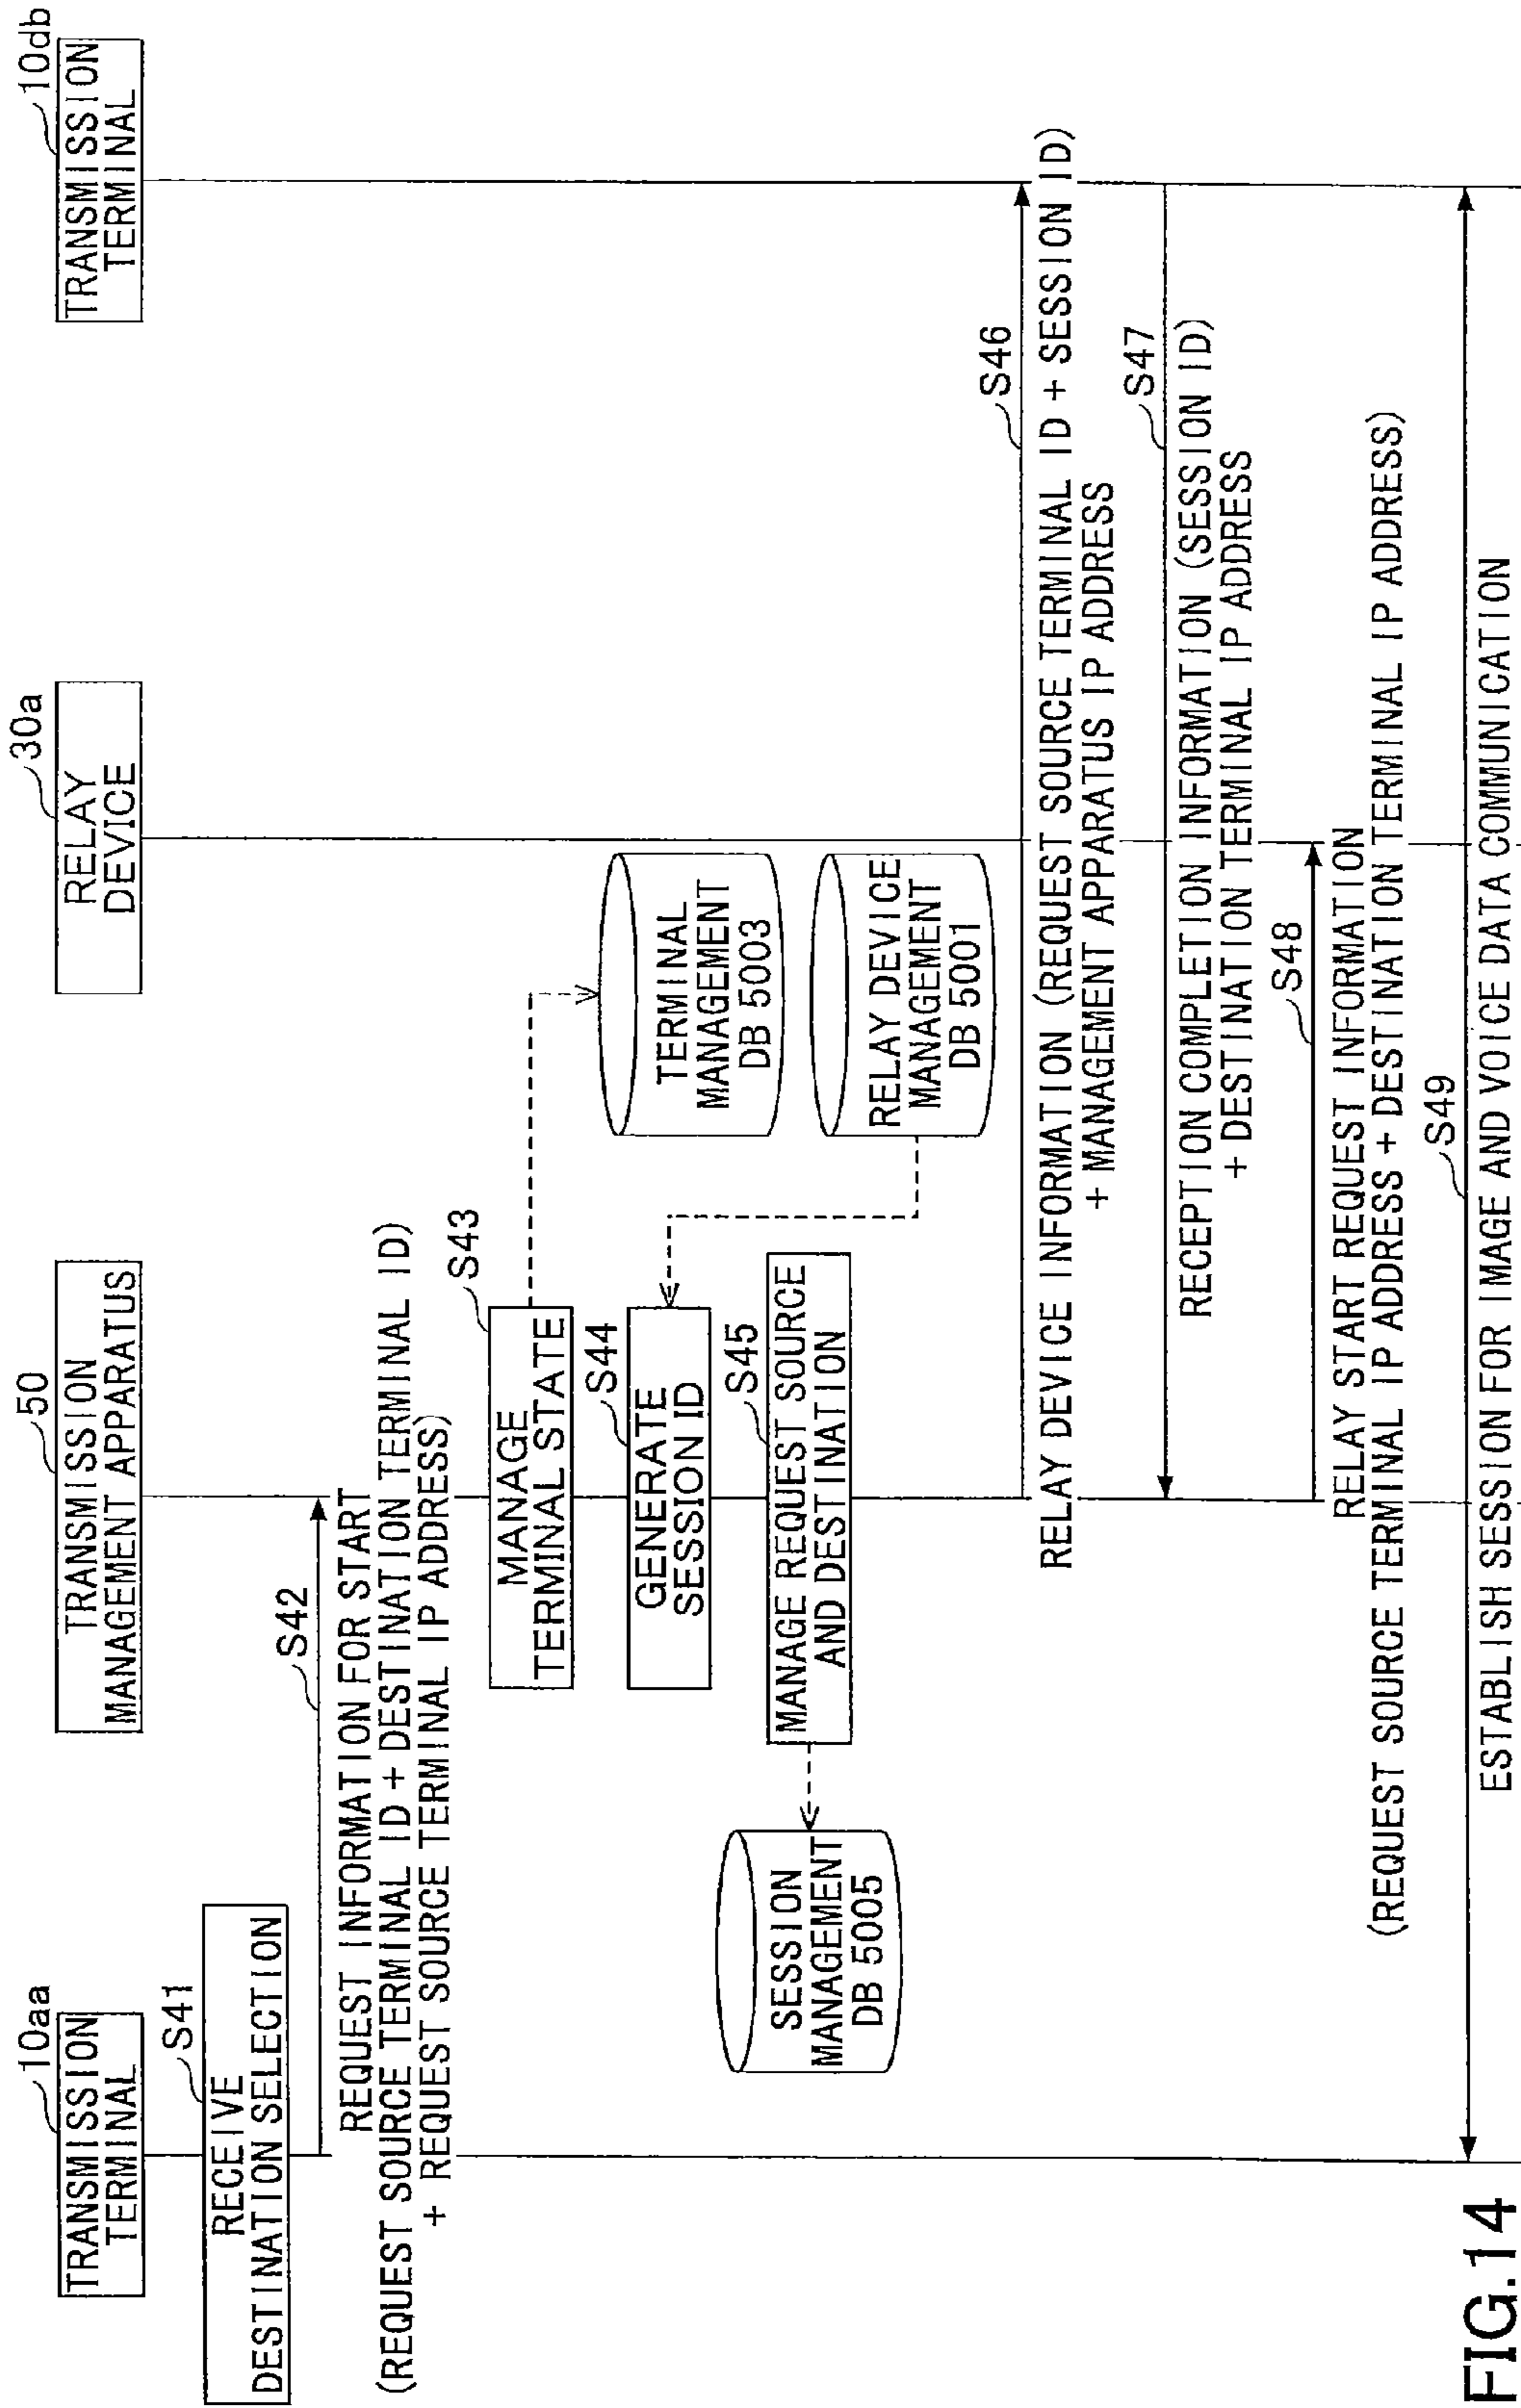 10aa
TRANSMISSION
TERMINAL
50
TRANSMISSION
MANAGEMENT APPARATUS
30a
RELAY
DEVICE
10db
TRANSMISSION
TERMINAL
S41
RECEIVE
DESTINATION SELECTION
S42
REQUEST INFORMATION FOR START
(REQUEST SOURCE TERMINAL ID + DESTINATION TERMINAL ID)
+ REQUEST SOURCE TERMINAL IP ADDRESS)
S43
MANAGE
TERMINAL STATE
TERMINAL
MANAGEMENT
DB 5003
S44
GENERATE
SESSION ID
RELAY DEVICE
MANAGEMENT
DB 5001
S45
MANAGE REQUEST SOURCE
AND DESTINATION
SESSION
MANAGEMENT
DB 5005
S46
RELAY DEVICE INFORMATION (REQUEST SOURCE TERMINAL ID + SESSION ID)
+ MANAGEMENT APPARATUS IP ADDRESS
S47
RECEPTION COMPLETION INFORMATION (SESSION ID)
+ DESTINATION TERMINAL IP ADDRESS
S48
RELAY START REQUEST INFORMATION
(REQUEST SOURCE TERMINAL IP ADDRESS + DESTINATION TERMINAL IP ADDRESS)
S49
ESTABLISH SESSION FOR IMAGE AND VOICE DATA COMMUNICATION
FIG.14